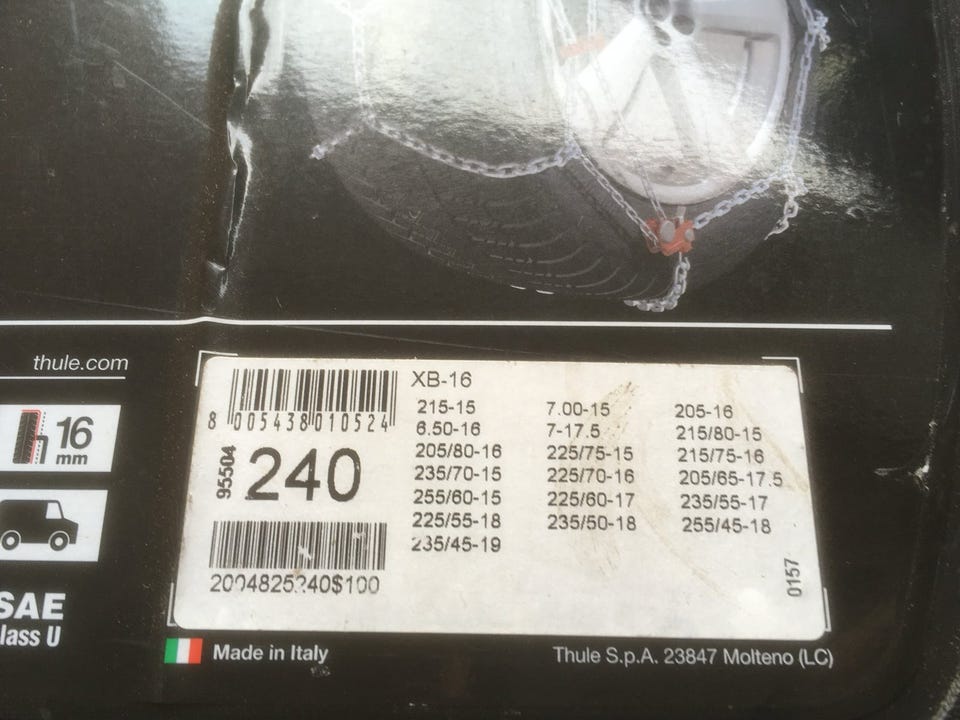 thule.com
16
mm
SAE
lass U
8 005438 010524
95504
240
XB-16
215-15 7.00-15 205-16
6.50-16 7-17.5 215/80-15
205/80-16 225/75-15 215/75-16
235/70-15 225/70-16 205/65-17.5
255/60-15 225/60-17 235/55-17
225/55-18 235/50-18 255/45-18
235/45-19
0157
Made in Italy
Thule S.p.A. 23847 Molteno (LC)